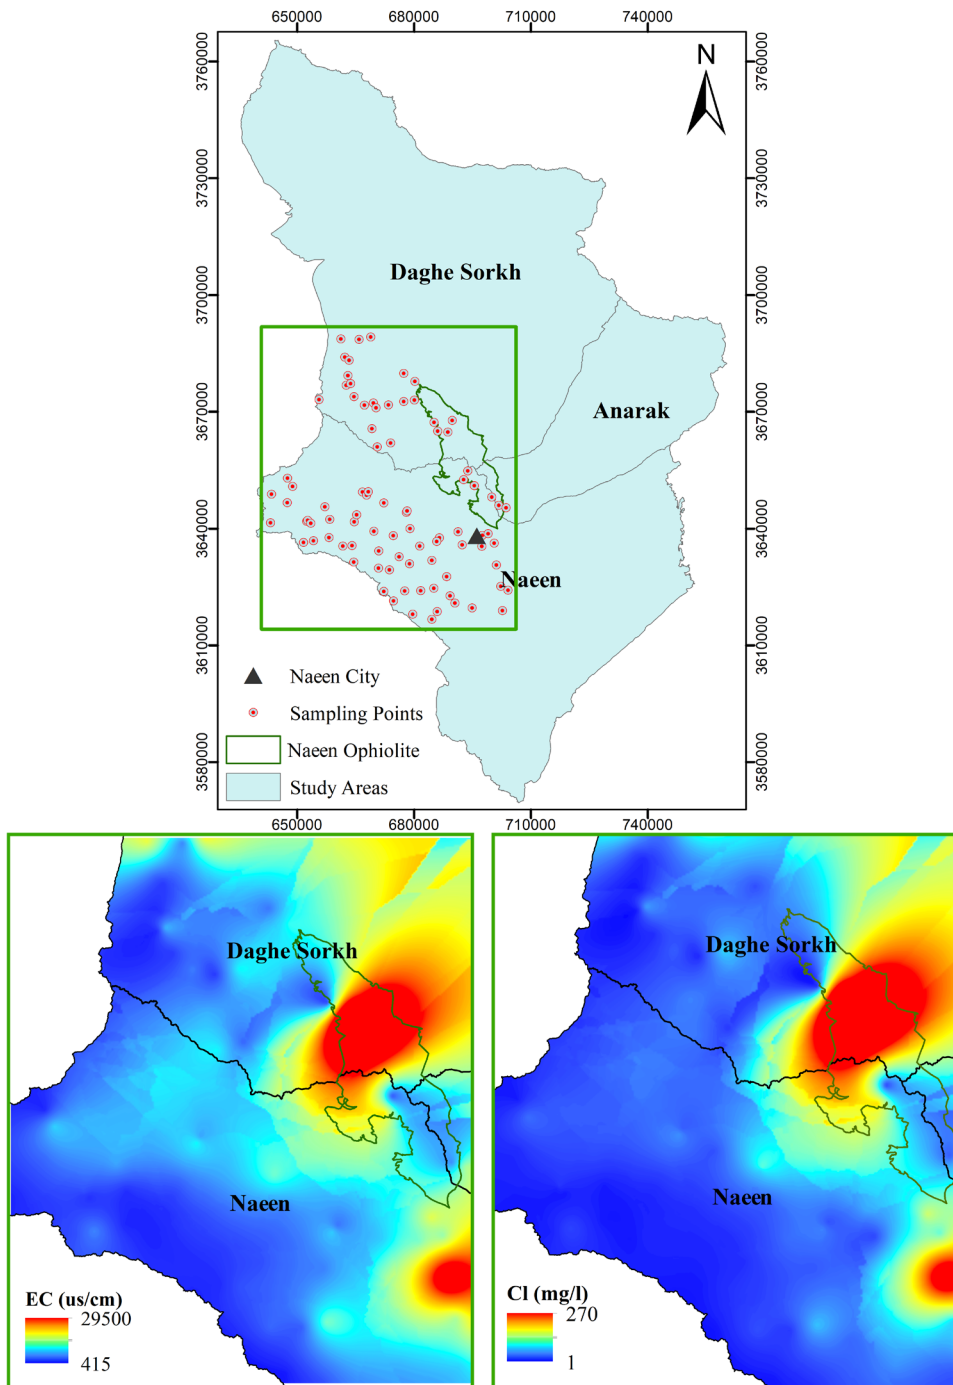 650000 680000 710000 740000
3760000
3730000
3700000
3670000
3640000
3610000
3580000
N
3760000
3730000
3700000
3670000
3640000
3610000
3580000
Daghe Sorkh
Anarak
Naeen
Naeen City
Sampling Points
Naeen Ophiolite
Study Areas
650000 680000 710000 740000
Daghe Sorkh
Naeen
EC (us/cm)
29500
415
Daghe Sorkh
Naeen
Cl (mg/l)
270
1